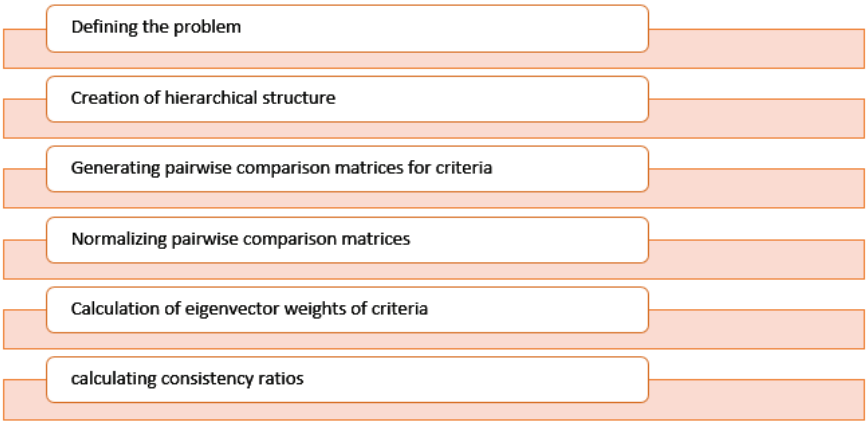 Defining the problem
Creation of hierarchical structure
Generating pairwise comparison matrices for criteria
Normalizing pairwise comparison matrices
Calculation of eigenvector weights of criteria
calculating consistency ratios